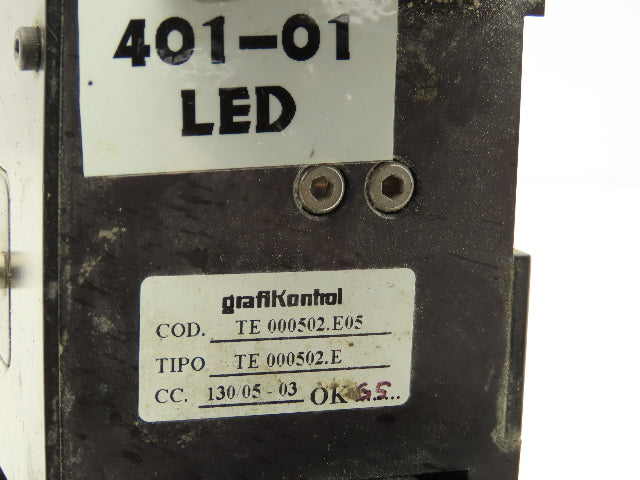 401-01
LED
grafiKontrol
COD. TE 000502.E05
TIPO TE 000502.E
CC. 130/05-03 OK